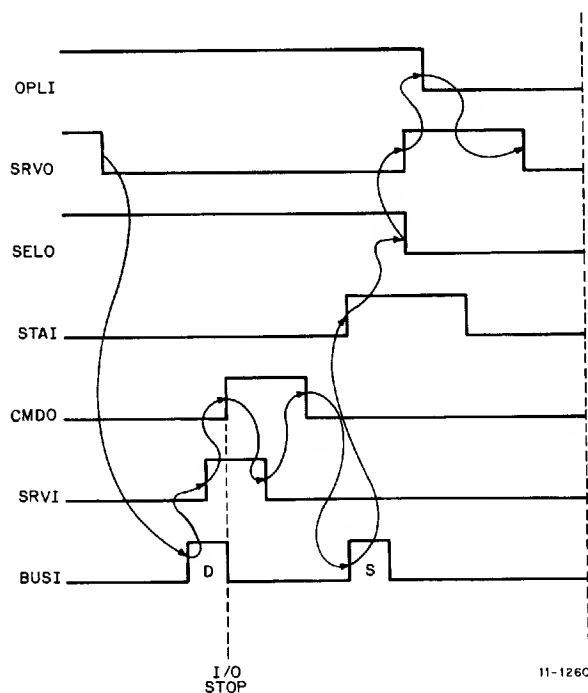 OPLI
SRVO
SELO
STAI
CMDO
SRVI
BUSI
D
S
I/O
STOP
11-1260